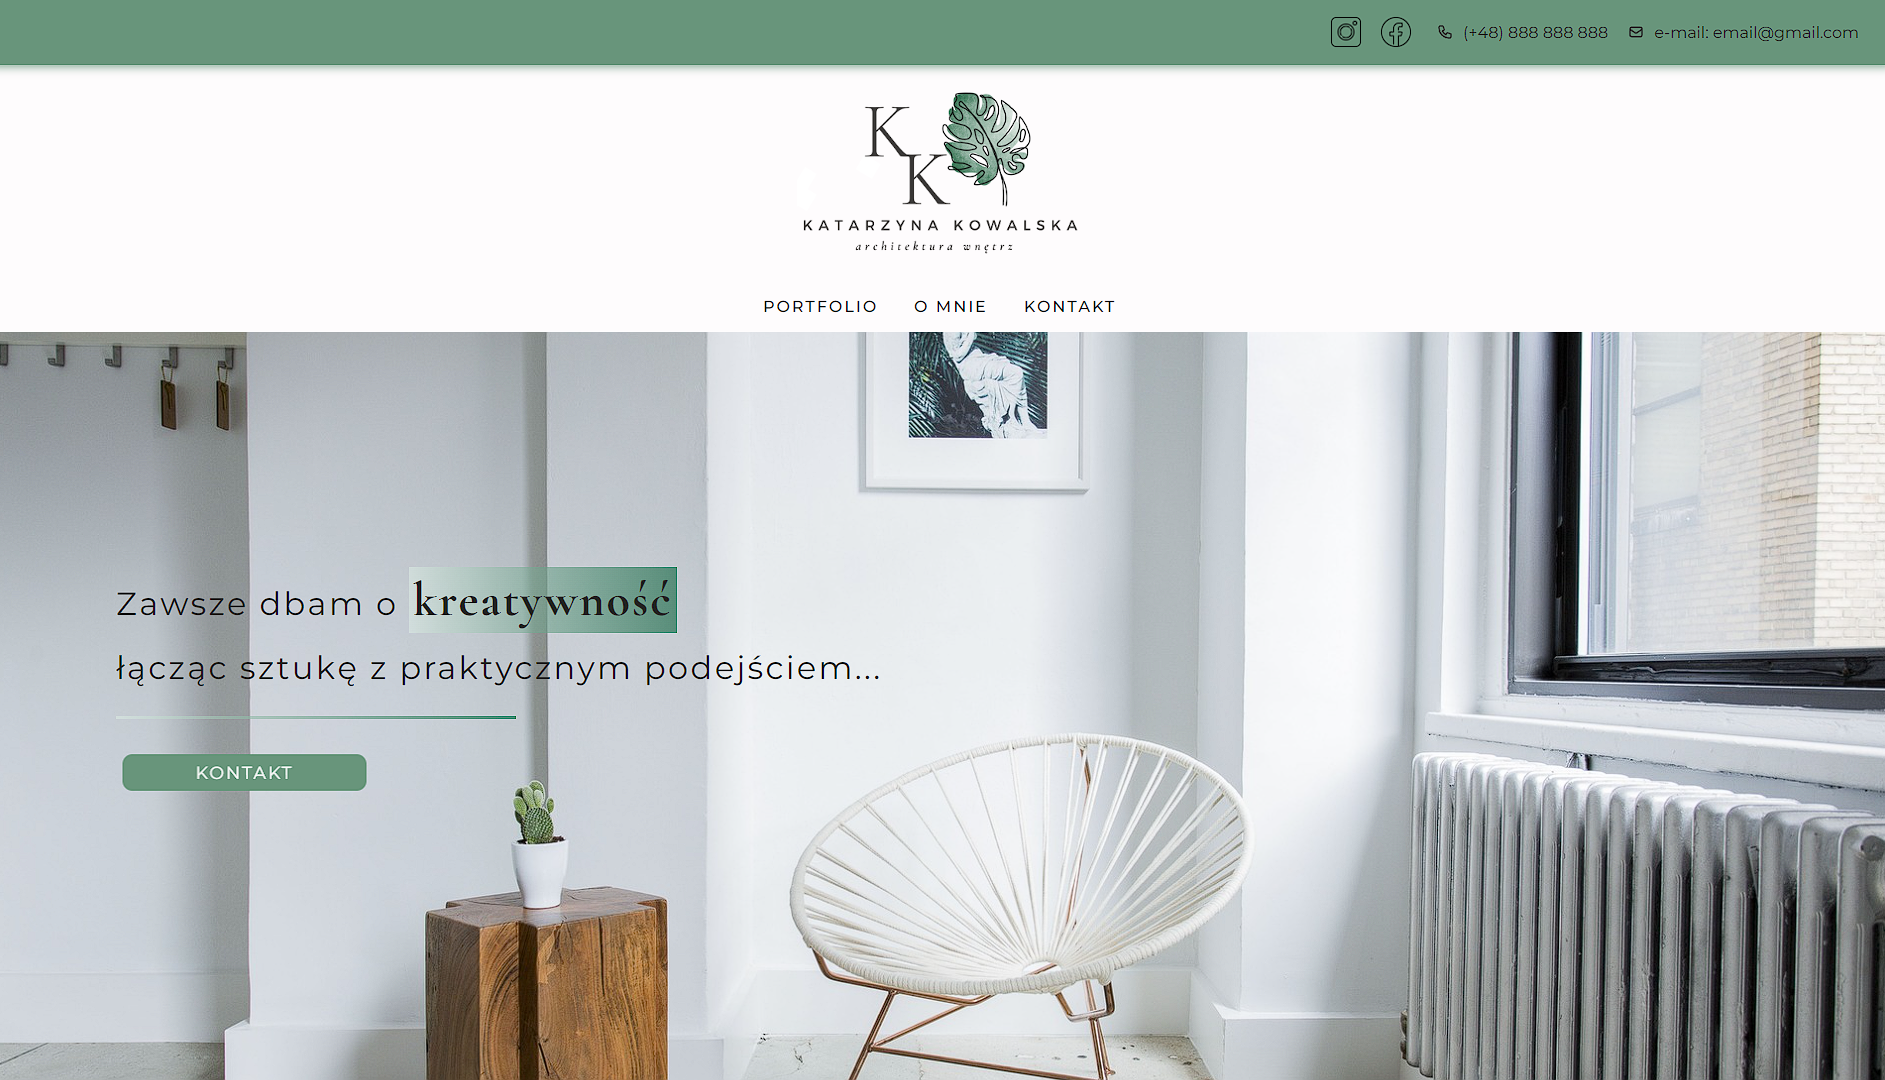 (+48) 888 888 888 e-mail: email@gmail.com
K
K
KATARZYNA KOWALSKA
architektura wnętrz
PORTFOLIO O MNIE KONTAKT
Zawsze dbam o kreatywność
łącząc sztukę z praktycznym podejściem...
KONTAKT